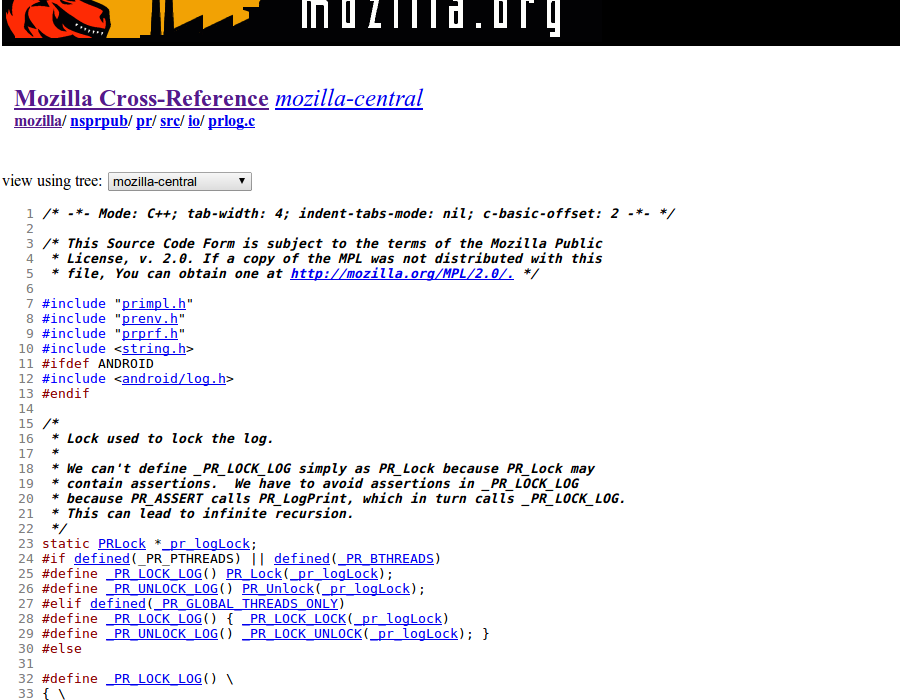 mozilla.org
Mozilla Cross-Reference mozilla-central
mozilla/ nsprpub/ pr/ src/ io/ prlog.c
view using tree: mozilla-central
1 /* -*- Mode: C++; tab-width: 4; indent-tabs-mode: nil; c-basic-offset: 2 -*- */
2
3 /* This Source Code Form is subject to the terms of the Mozilla Public
4  * License, v. 2.0. If a copy of the MPL was not distributed with this
5  * file, You can obtain one at http://mozilla.org/MPL/2.0/. */
6
7 #include "primpl.h"
8 #include "prenv.h"
9 #include "prprf.h"
10 #include <string.h>
11 #ifdef ANDROID
12 #include <android/log.h>
13 #endif
14
15 /*
16  * Lock used to lock the log.
17  *
18  * We can't define _PR_LOCK_LOG simply as PR_Lock because PR_Lock may
19  * contain assertions.  We have to avoid assertions in _PR_LOCK_LOG
20  * because PR_ASSERT calls PR_LogPrint, which in turn calls _PR_LOCK_LOG.
21  * This can lead to infinite recursion.
22  */
23 static PRLock *_pr_logLock;
24 #if defined(_PR_PTHREADS) || defined(_PR_BTHREADS)
25 #define _PR_LOCK_LOG() PR_Lock(_pr_logLock);
26 #define _PR_UNLOCK_LOG() PR_Unlock(_pr_logLock);
27 #elif defined(_PR_GLOBAL_THREADS_ONLY)
28 #define _PR_LOCK_LOG() { _PR_LOCK_LOCK(_pr_logLock)
29 #define _PR_UNLOCK_LOG() _PR_LOCK_UNLOCK(_pr_logLock); }
30 #else
31
32 #define _PR_LOCK_LOG() \
33 { \